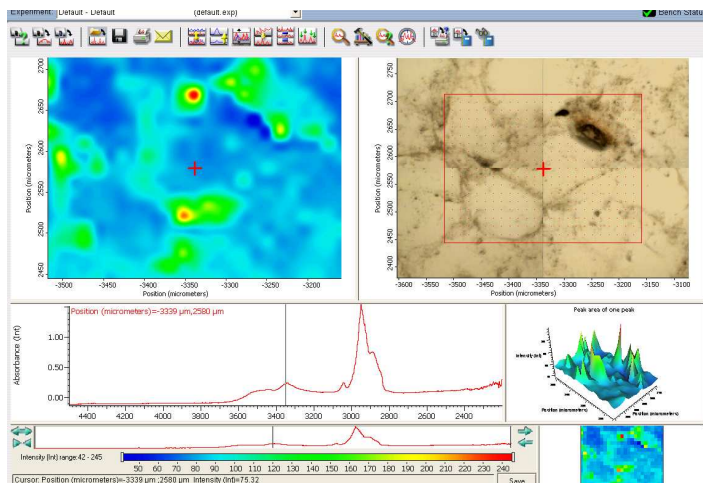 Experiment: Default - Default (default.exp) Bench Status
2700 2650 2600 2550 2500 2450
Position (micrometers)
-3500 -3450 -3400 -3350 -3300 -3250 -3200
Position (micrometers)
2750 2700 2650 2600 2550 2500 2450 2400
Position (micrometers)
-3600 -3550 -3500 -3450 -3400 -3350 -3300 -3250 -3200 -3150 -3100
Position (micrometers)
Position (micrometers)=-3339 µm,2580 µm
Absorbance (Int)
1.00
0.50
0.00
4400 4200 4000 3800 3600 3400 3200 3000 2800 2600 2400
Peak area of one peak
Intensity (Int)
Position (micrometers)
Position (micrometers)
Intensity (Int) range:42 - 245
50 60 70 80 90 100 110 120 130 140 150 160 170 180 190 200 210 220 230 240
Cursor: Position (micrometers)=-3339 µm ;2580 µm Intensity (Int)=75.32
Save